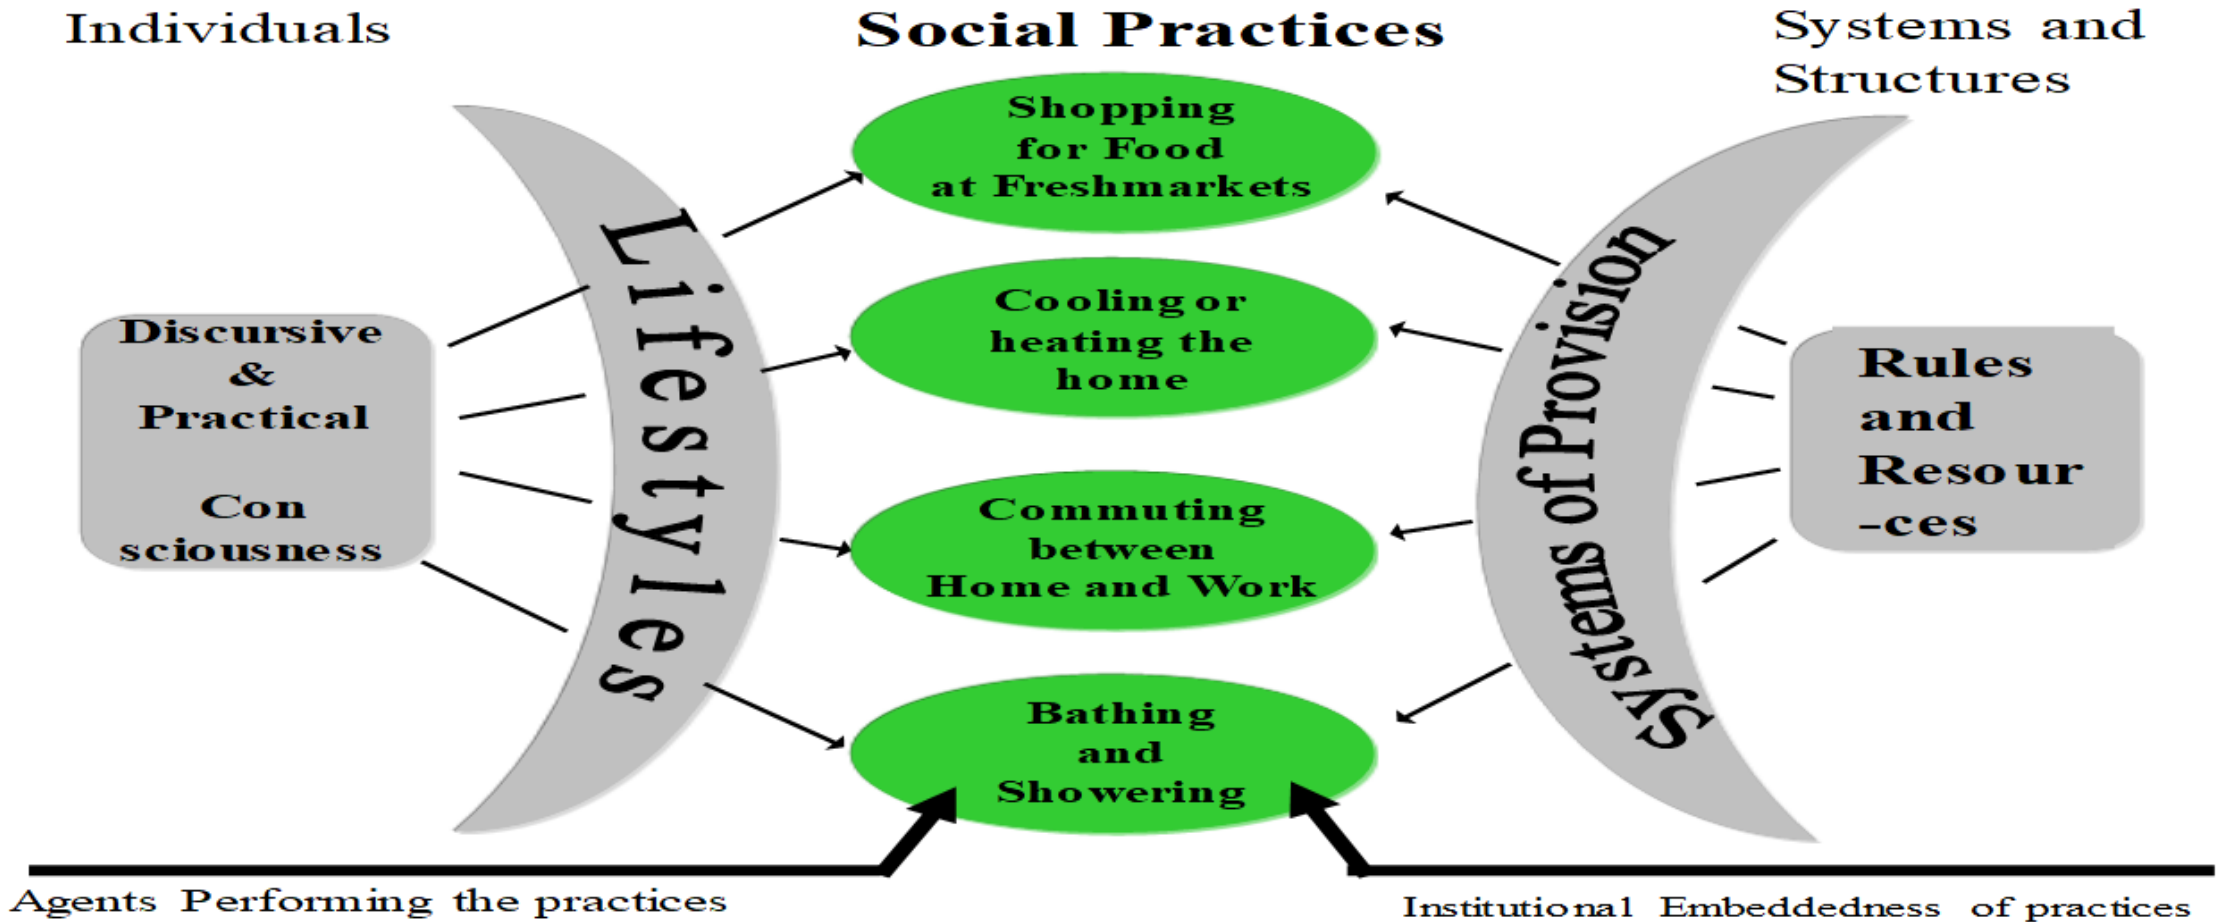 Individuals
Social Practices
Systems and
Structures
Discursive
&
Practical
Con
sciousness
Lifestyles
Shopping
for Food
at Freshmarkets
Cooling or
heating the
home
Commuting
between
Home and Work
Bathing
and
Showering
Systems of Provision
Rules
and
Resour
-ces
Agents Performing the practices
Institutional Embeddedness of practices